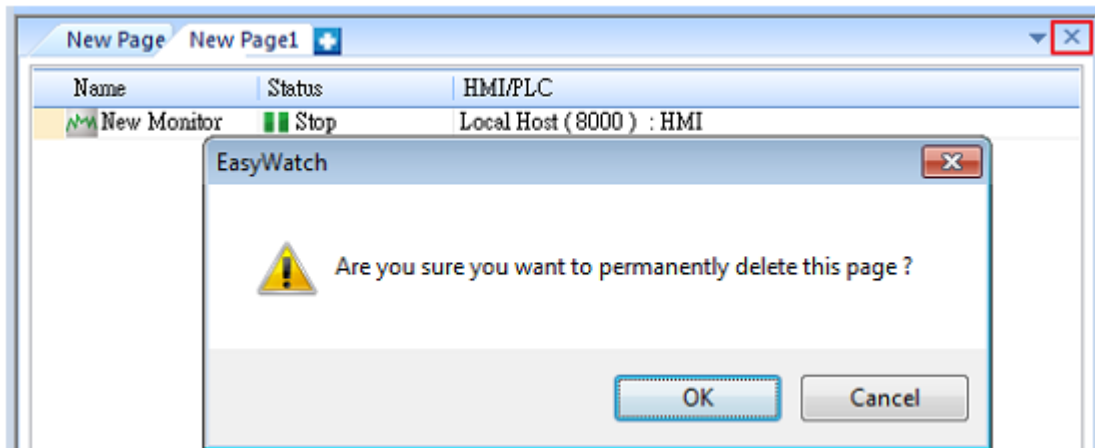 New Page New Page1
Name Status HMI/PLC
New Monitor Stop Local Host ( 8000 ) : HMI
EasyWatch
Are you sure you want to permanently delete this page ?
OK Cancel